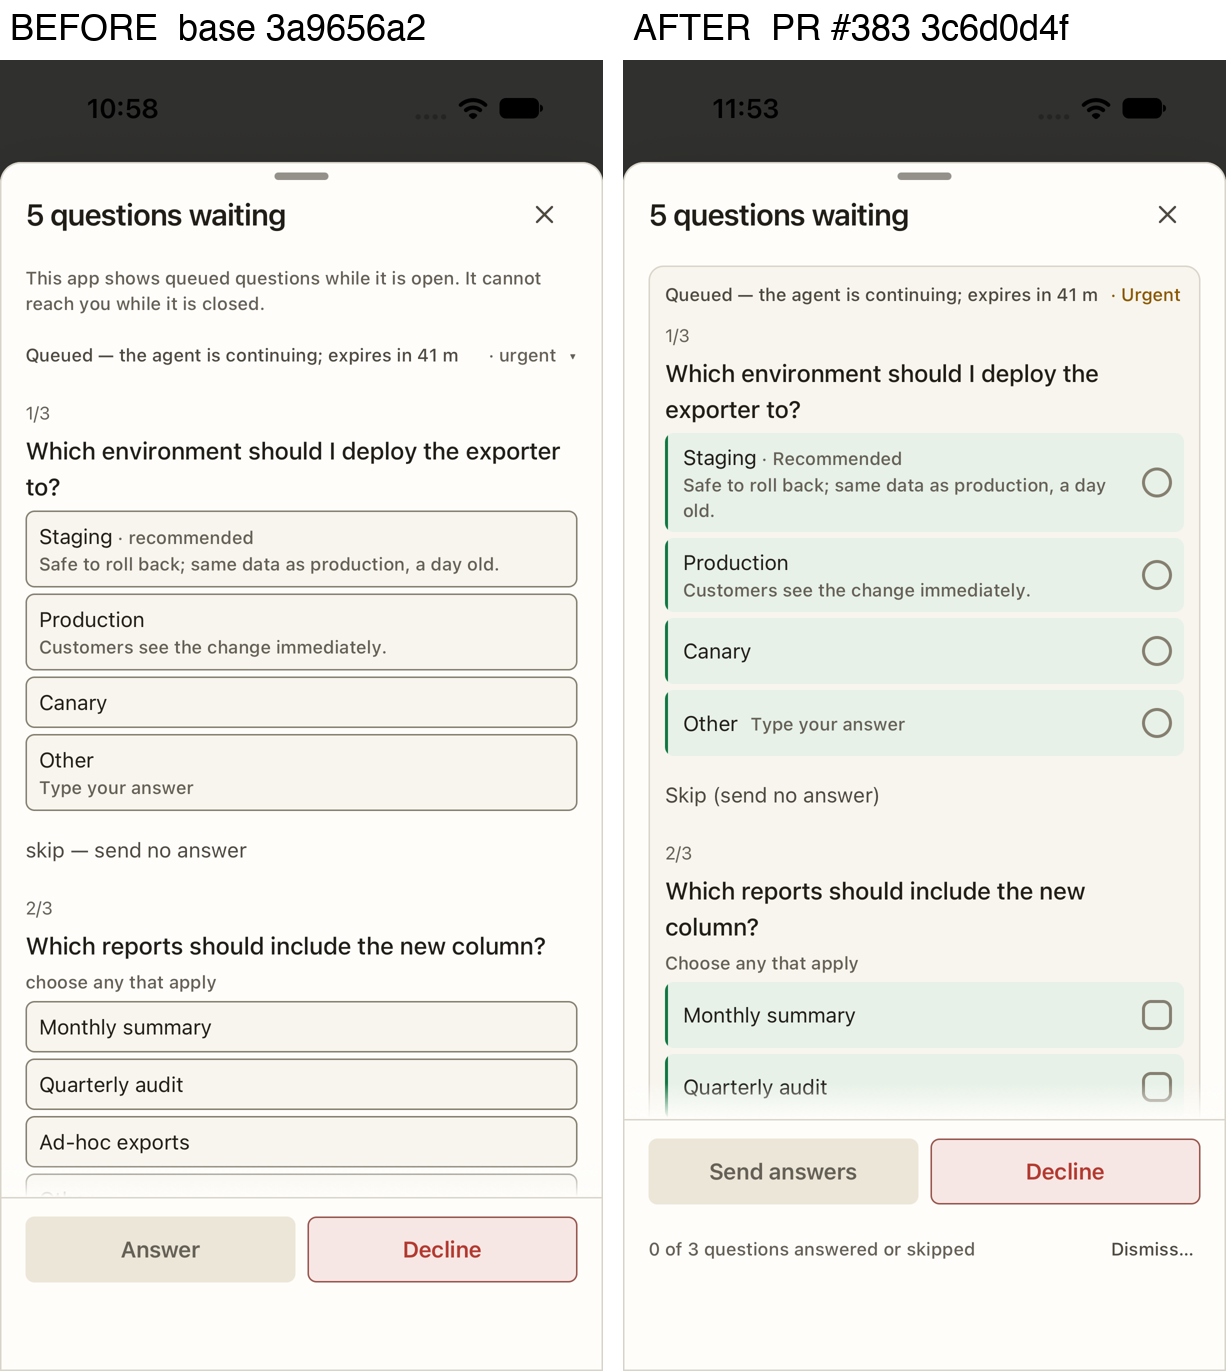 BEFORE base 3a9656a2
10:58
5 questions waiting
This app shows queued questions while it is open. It cannot
reach you while it is closed.
Queued — the agent is continuing; expires in 41 m · urgent ▾
1/3
Which environment should I deploy the exporter
to?
Staging · recommended
Safe to roll back; same data as production, a day old.
Production
Customers see the change immediately.
Canary
Other
Type your answer
skip — send no answer
2/3
Which reports should include the new column?
choose any that apply
Monthly summary
Quarterly audit
Ad-hoc exports
Answer
Decline
AFTER PR #383 3c6d0d4f
11:53
5 questions waiting
Queued — the agent is continuing; expires in 41 m · Urgent
1/3
Which environment should I deploy the
exporter to?
Staging · Recommended
Safe to roll back; same data as production, a day
old.
Production
Customers see the change immediately.
Canary
Other Type your answer
Skip (send no answer)
2/3
Which reports should include the new
column?
Choose any that apply
Monthly summary
Quarterly audit
Send answers
Decline
0 of 3 questions answered or skipped
Dismiss...